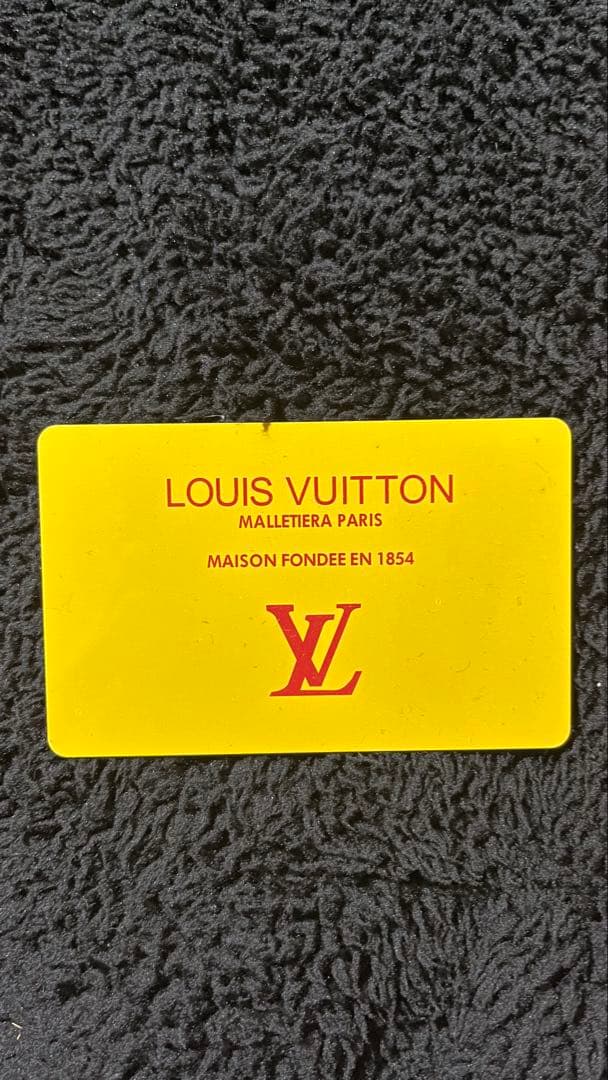 LOUIS VUITTON
MALLETIERA PARIS
MAISON FONDEE EN 1854
LV